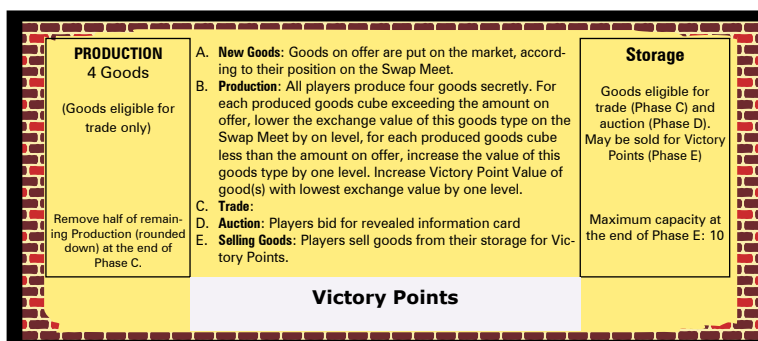 PRODUCTION
4 Goods
(Goods eligible for
trade only)
Remove half of remain-
ing Production (rounded
down) at the end of
Phase C.
A. New Goods: Goods on offer are put on the market, accord-
ing to their position on the Swap Meet.
B. Production: All players produce four goods secretly. For
each produced goods cube exceeding the amount on
offer, lower the exchange value of this goods type on the
Swap Meet by on level, for each produced goods cube
less than the amount on offer, increase the value of this
goods type by one level. Increase Victory Point Value of
good(s) with lowest exchange value by one level.
C. Trade:
D. Auction: Players bid for revealed information card
E. Selling Goods: Players sell goods from their storage for Vic-
tory Points.
Storage
Goods eligible for
trade (Phase C) and
auction (Phase D).
May be sold for Victory
Points (Phase E)
Maximum capacity at
the end of Phase E: 10
Victory Points